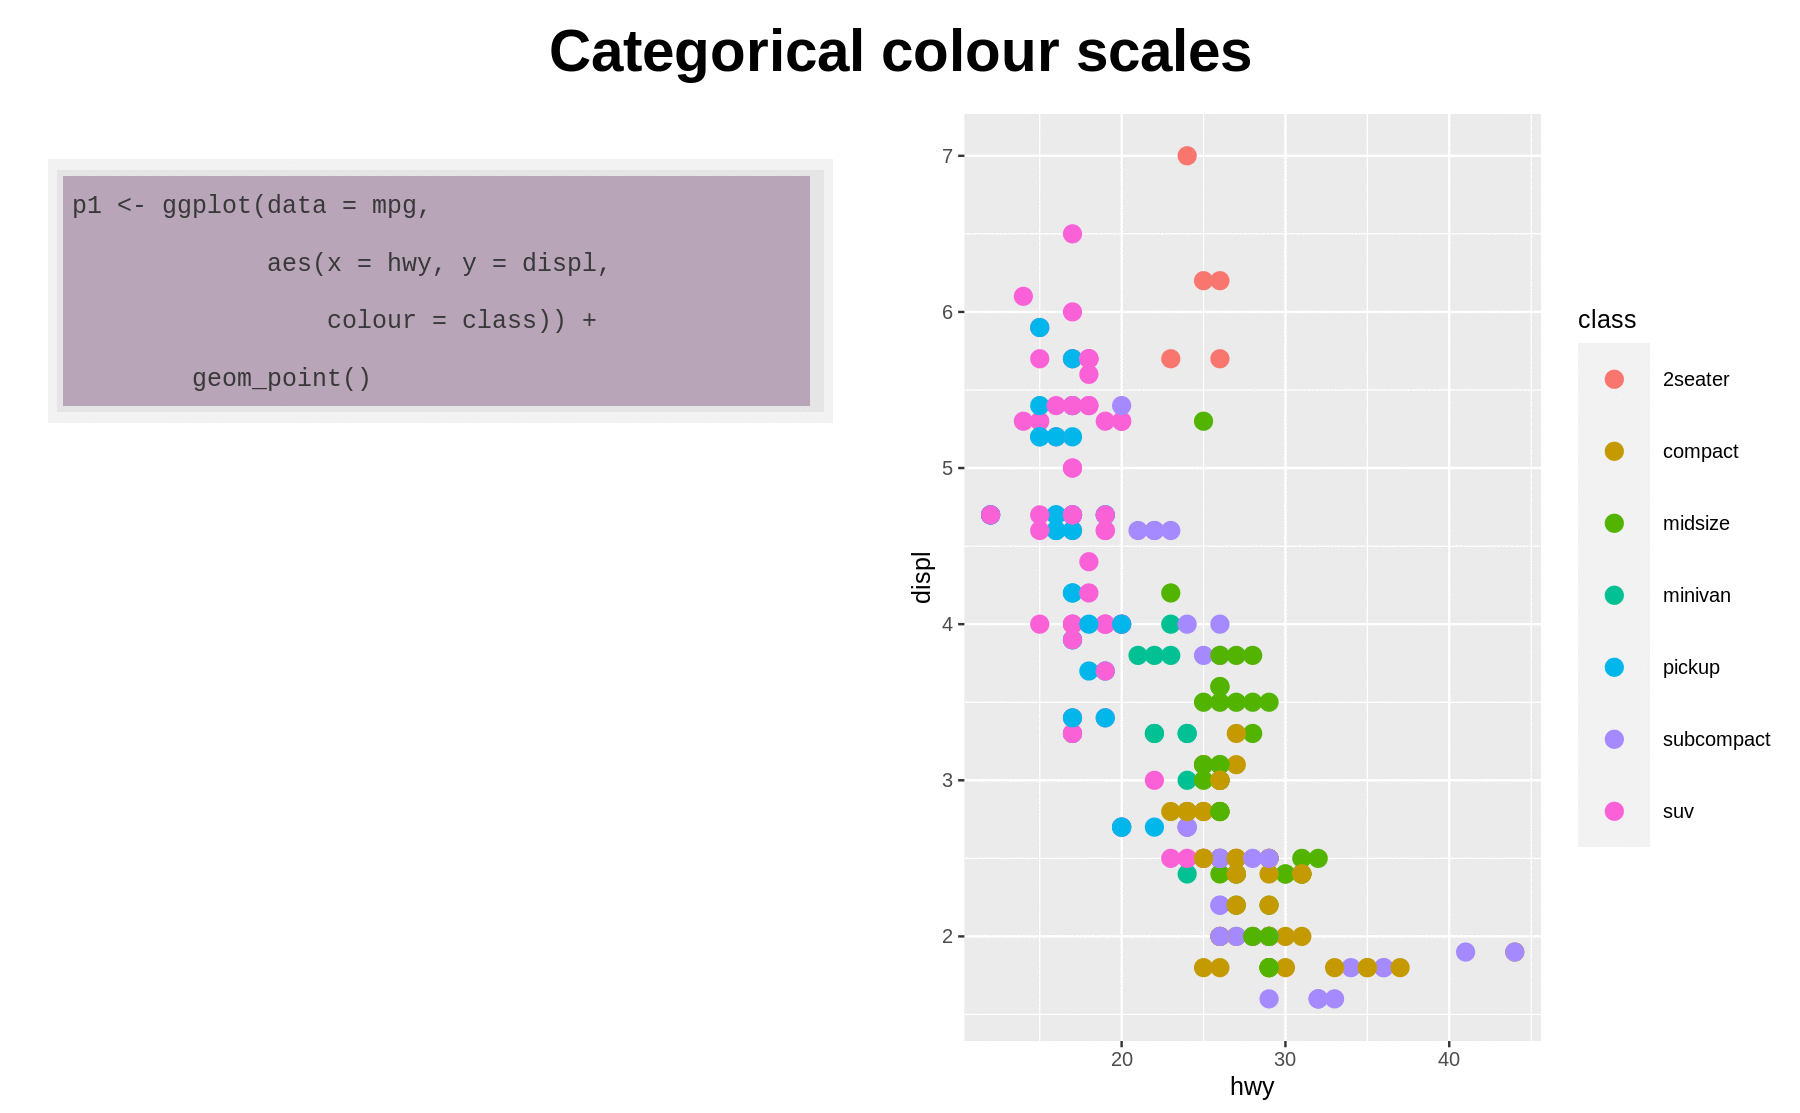 Categorical colour scales
p1 <- ggplot(data = mpg,
aes(x = hwy, y = displ,
colour = class)) +
geom_point()
7
6
5
4
3
2
displ
20 30 40
hwy
class
2seater
compact
midsize
minivan
pickup
subcompact
suv